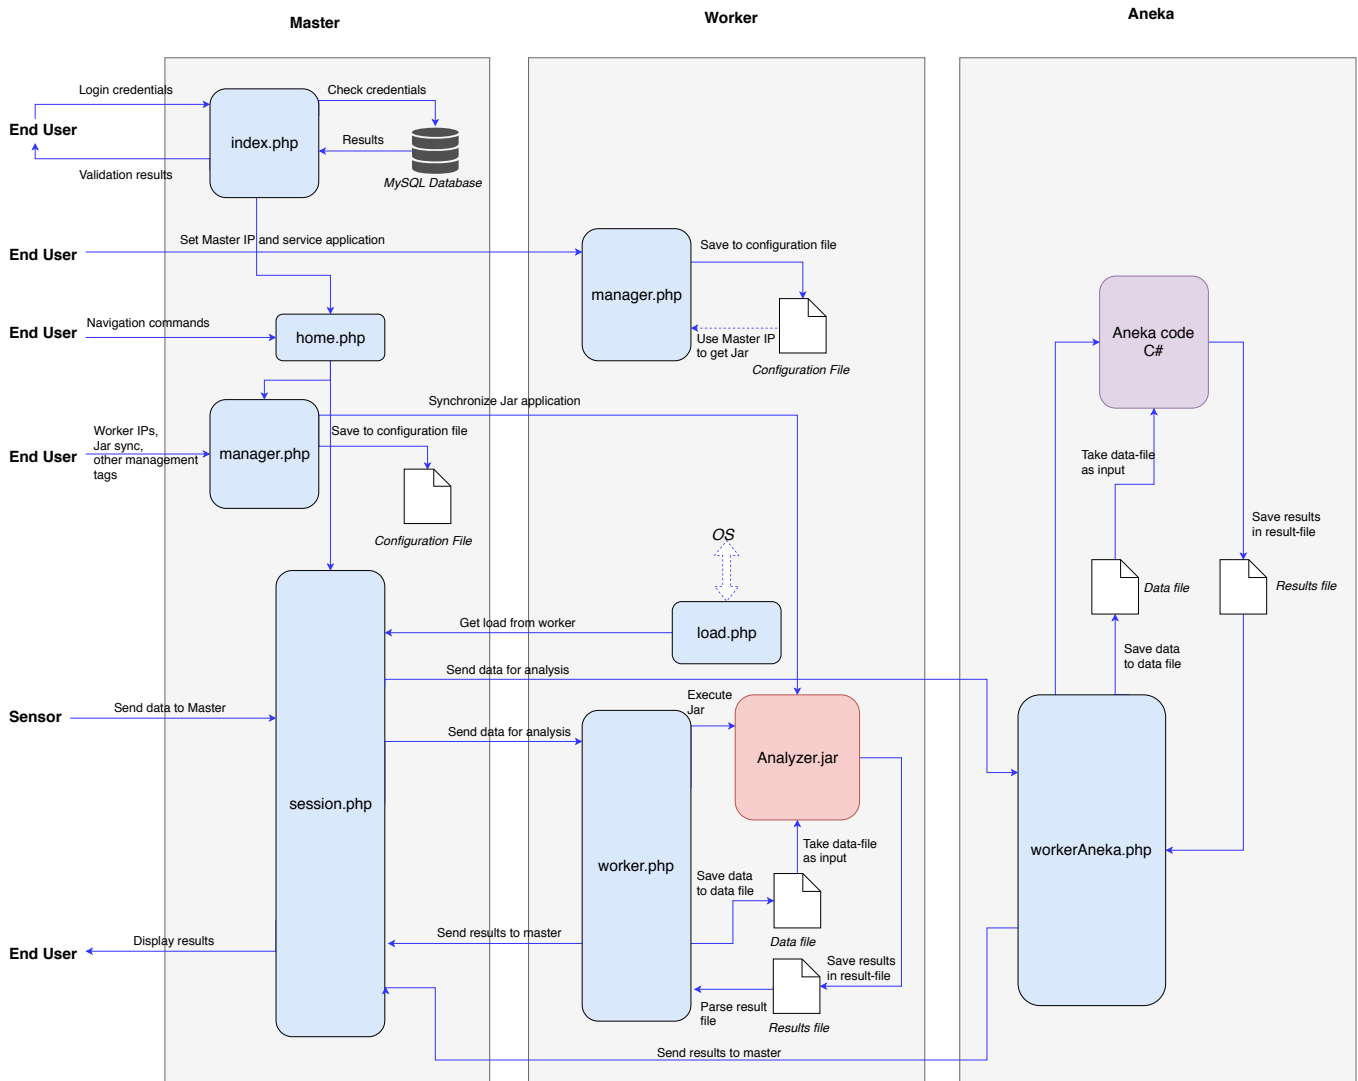 Master
Worker
Aneka
Login credentials
Check credentials
End User
index.php
Results
Validation results
MySQL Database
End User
Set Master IP and service application
manager.php
Save to configuration file
Use Master IP
to get Jar
Configuration File
Aneka code
C#
End User
Navigation commands
home.php
Synchronize Jar application
End User
Worker IPs,
Jar sync,
other management
tags
manager.php
Save to configuration file
Configuration File
Take data-file
as input
Save results
in result-file
OS
Data file
Results file
Get load from worker
load.php
Save data
to data file
Send data for analysis
Sensor
Send data to Master
Execute
Jar
Send data for analysis
Analyzer.jar
session.php
Take data-file
as input
workerAneka.php
worker.php
Save data
to data file
End User
Display results
Send results to master
Data file
Save results
in result-file
Parse result
file
Results file
Send results to master